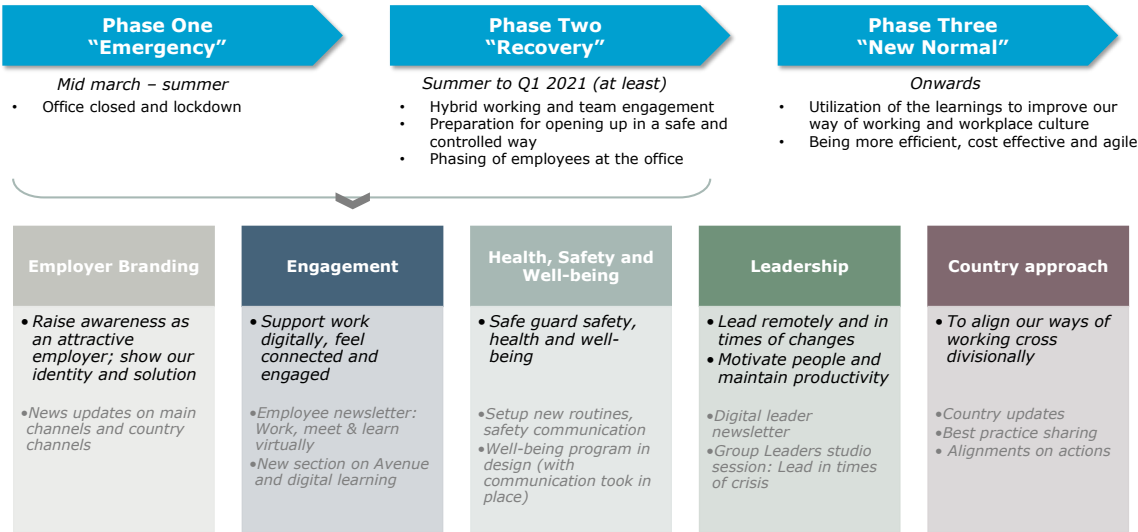 Phase One
“Emergency”
Phase Two
“Recovery”
Phase Three
“New Normal”
Mid march – summer
• Office closed and lockdown
Summer to Q1 2021 (at least)
• Hybrid working and team engagement
• Preparation for opening up in a safe and
controlled way
• Phasing of employees at the office
Onwards
• Utilization of the learnings to improve our
way of working and workplace culture
• Being more efficient, cost effective and agile
Employer Branding
• Raise awareness as
an attractive
employer; show our
identity and solution
•News updates on main
channels and country
channels
Engagement
• Support work
digitally, feel
connected and
engaged
•Employee newsletter:
Work, meet & learn
virtually
•New section on Avenue
and digital learning
Health, Safety and
Well-being
• Safe guard safety,
health and well-
being
•Setup new routines,
safety communication
•Well-being program in
design (with
communication took in
place)
Leadership
• Lead remotely and in
times of changes
• Motivate people and
maintain productivity
•Digital leader
newsletter
•Group Leaders studio
session: Lead in times
of crisis
Country approach
• To align our ways of
working cross
divisionally
•Country updates
•Best practice sharing
• Alignments on actions